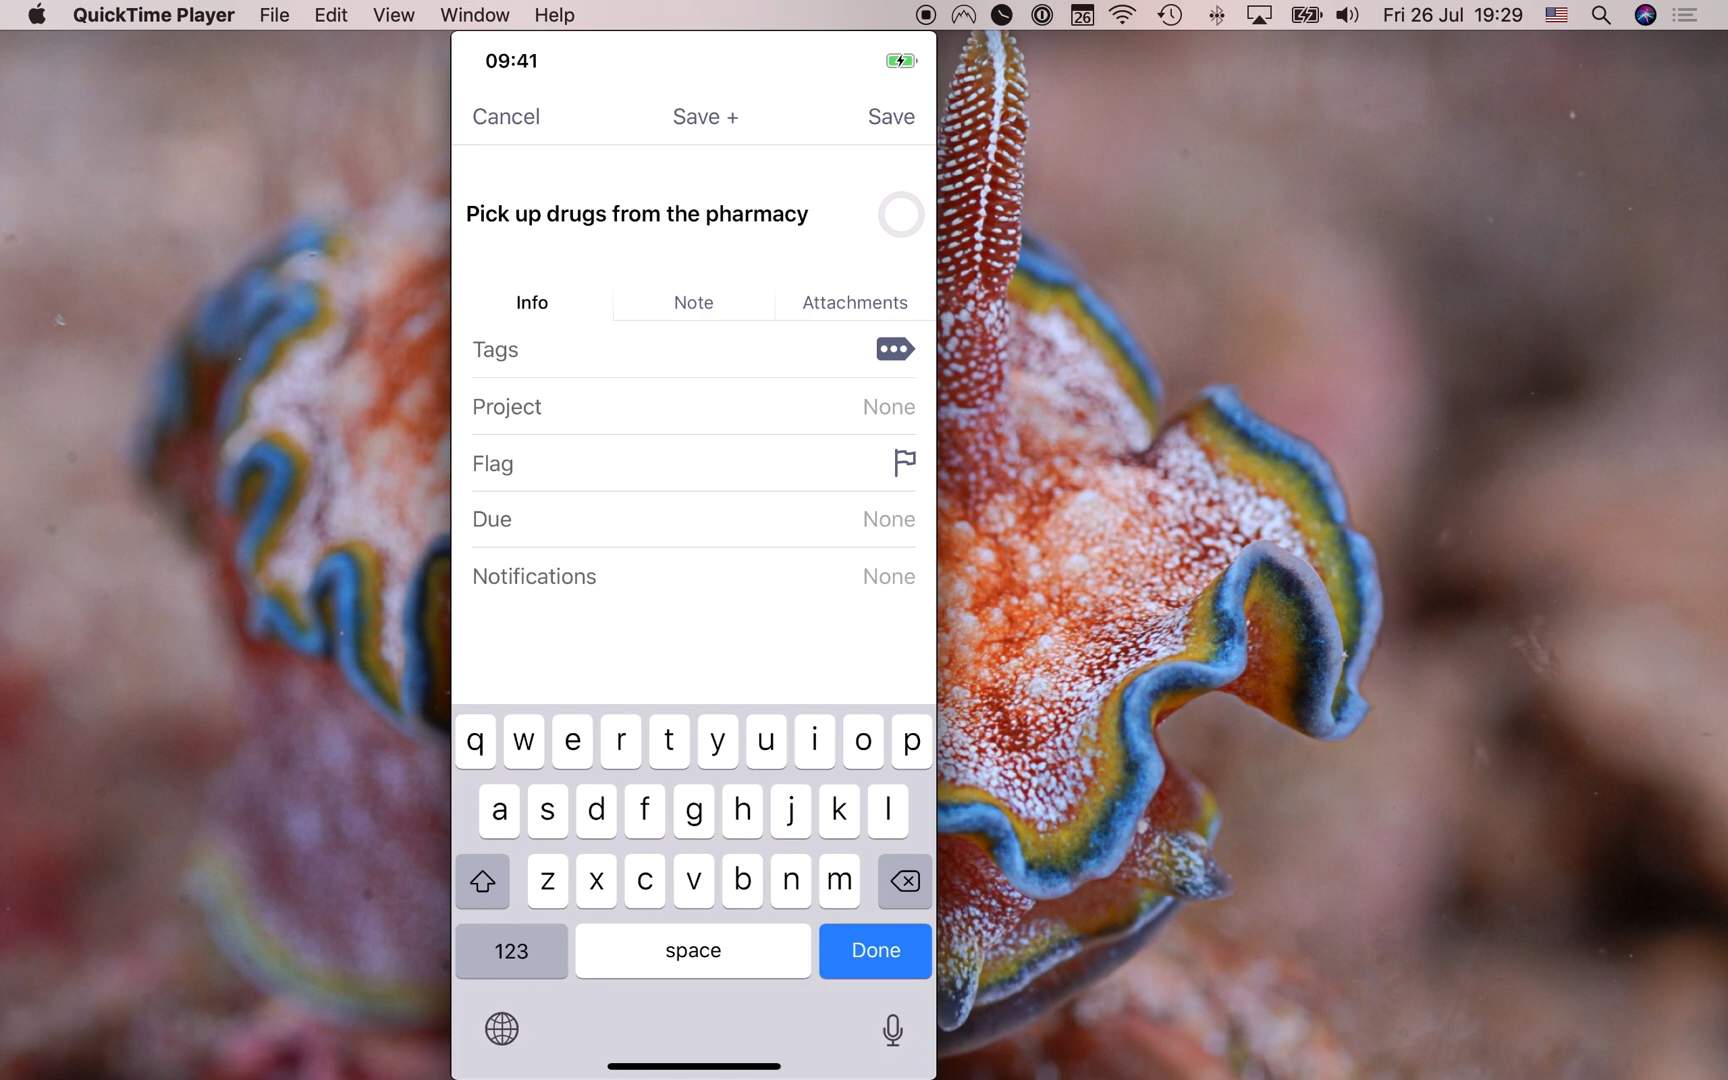 QuickTime Player File Edit View Window Help 26 Fri 26 Jul 19:29
09:41
Cancel Save + Save
Pick up drugs from the pharmacy
Info Note Attachments
Tags
Project None
Flag
Due None
Notifications None
q w e r t y u i o p
a s d f g h j k l
z x c v b n m
123 space Done